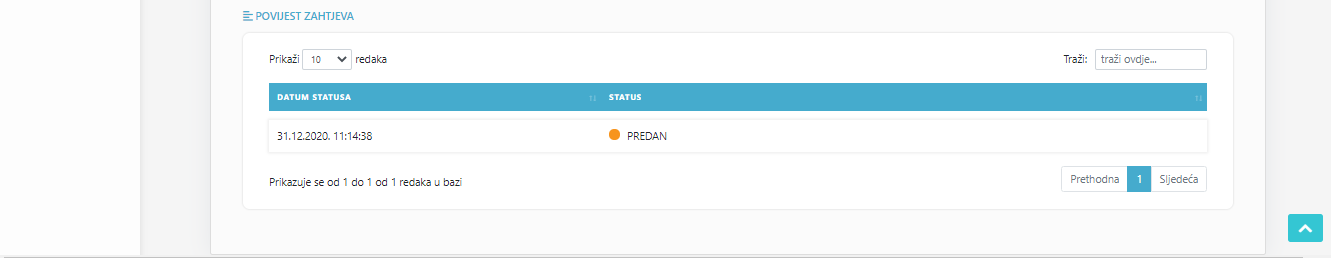 POVIJEST ZAHTJEVA
Prikaži 10 redaka
Traži: traži ovdje...
DATUM STATUSA STATUS
31.12.2020. 11:14:38 PREDAN
Prikazuje se od 1 do 1 od 1 redaka u bazi
Prethodna 1 Sljedeća